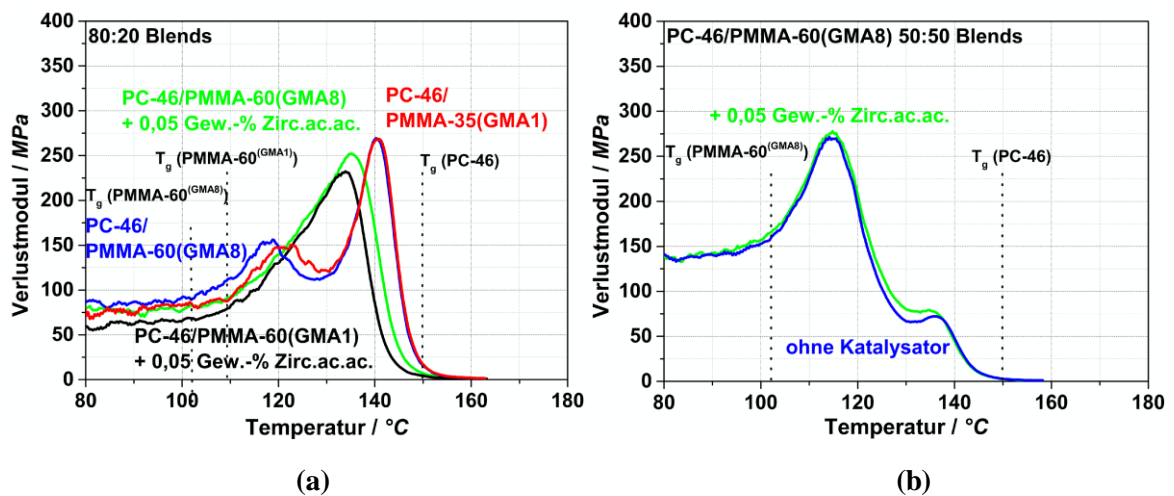 80:20 Blends
PC-46/PMMA-60(GMA8)
+ 0,05 Gew.-% Zirc.ac.ac.
PC-46/
PMMA-35(GMA1)
Tg (PMMA-60(GMA1))
Tg (PC-46)
Tg (PMMA-60(GMA8))
PC-46/
PMMA-60(GMA8)
PC-46/PMMA-60(GMA1)
+ 0,05 Gew.-% Zirc.ac.ac.
Verlustmodul / MPa
400
350
300
250
200
150
100
50
0
80 100 120 140 160 180
Temperatur / °C
(a)
PC-46/PMMA-60(GMA8) 50:50 Blends
+ 0,05 Gew.-% Zirc.ac.ac.
Tg (PMMA-60(GMA8))
Tg (PC-46)
ohne Katalysator
Verlustmodul / MPa
400
350
300
250
200
150
100
50
0
80 100 120 140 160 180
Temperatur / °C
(b)